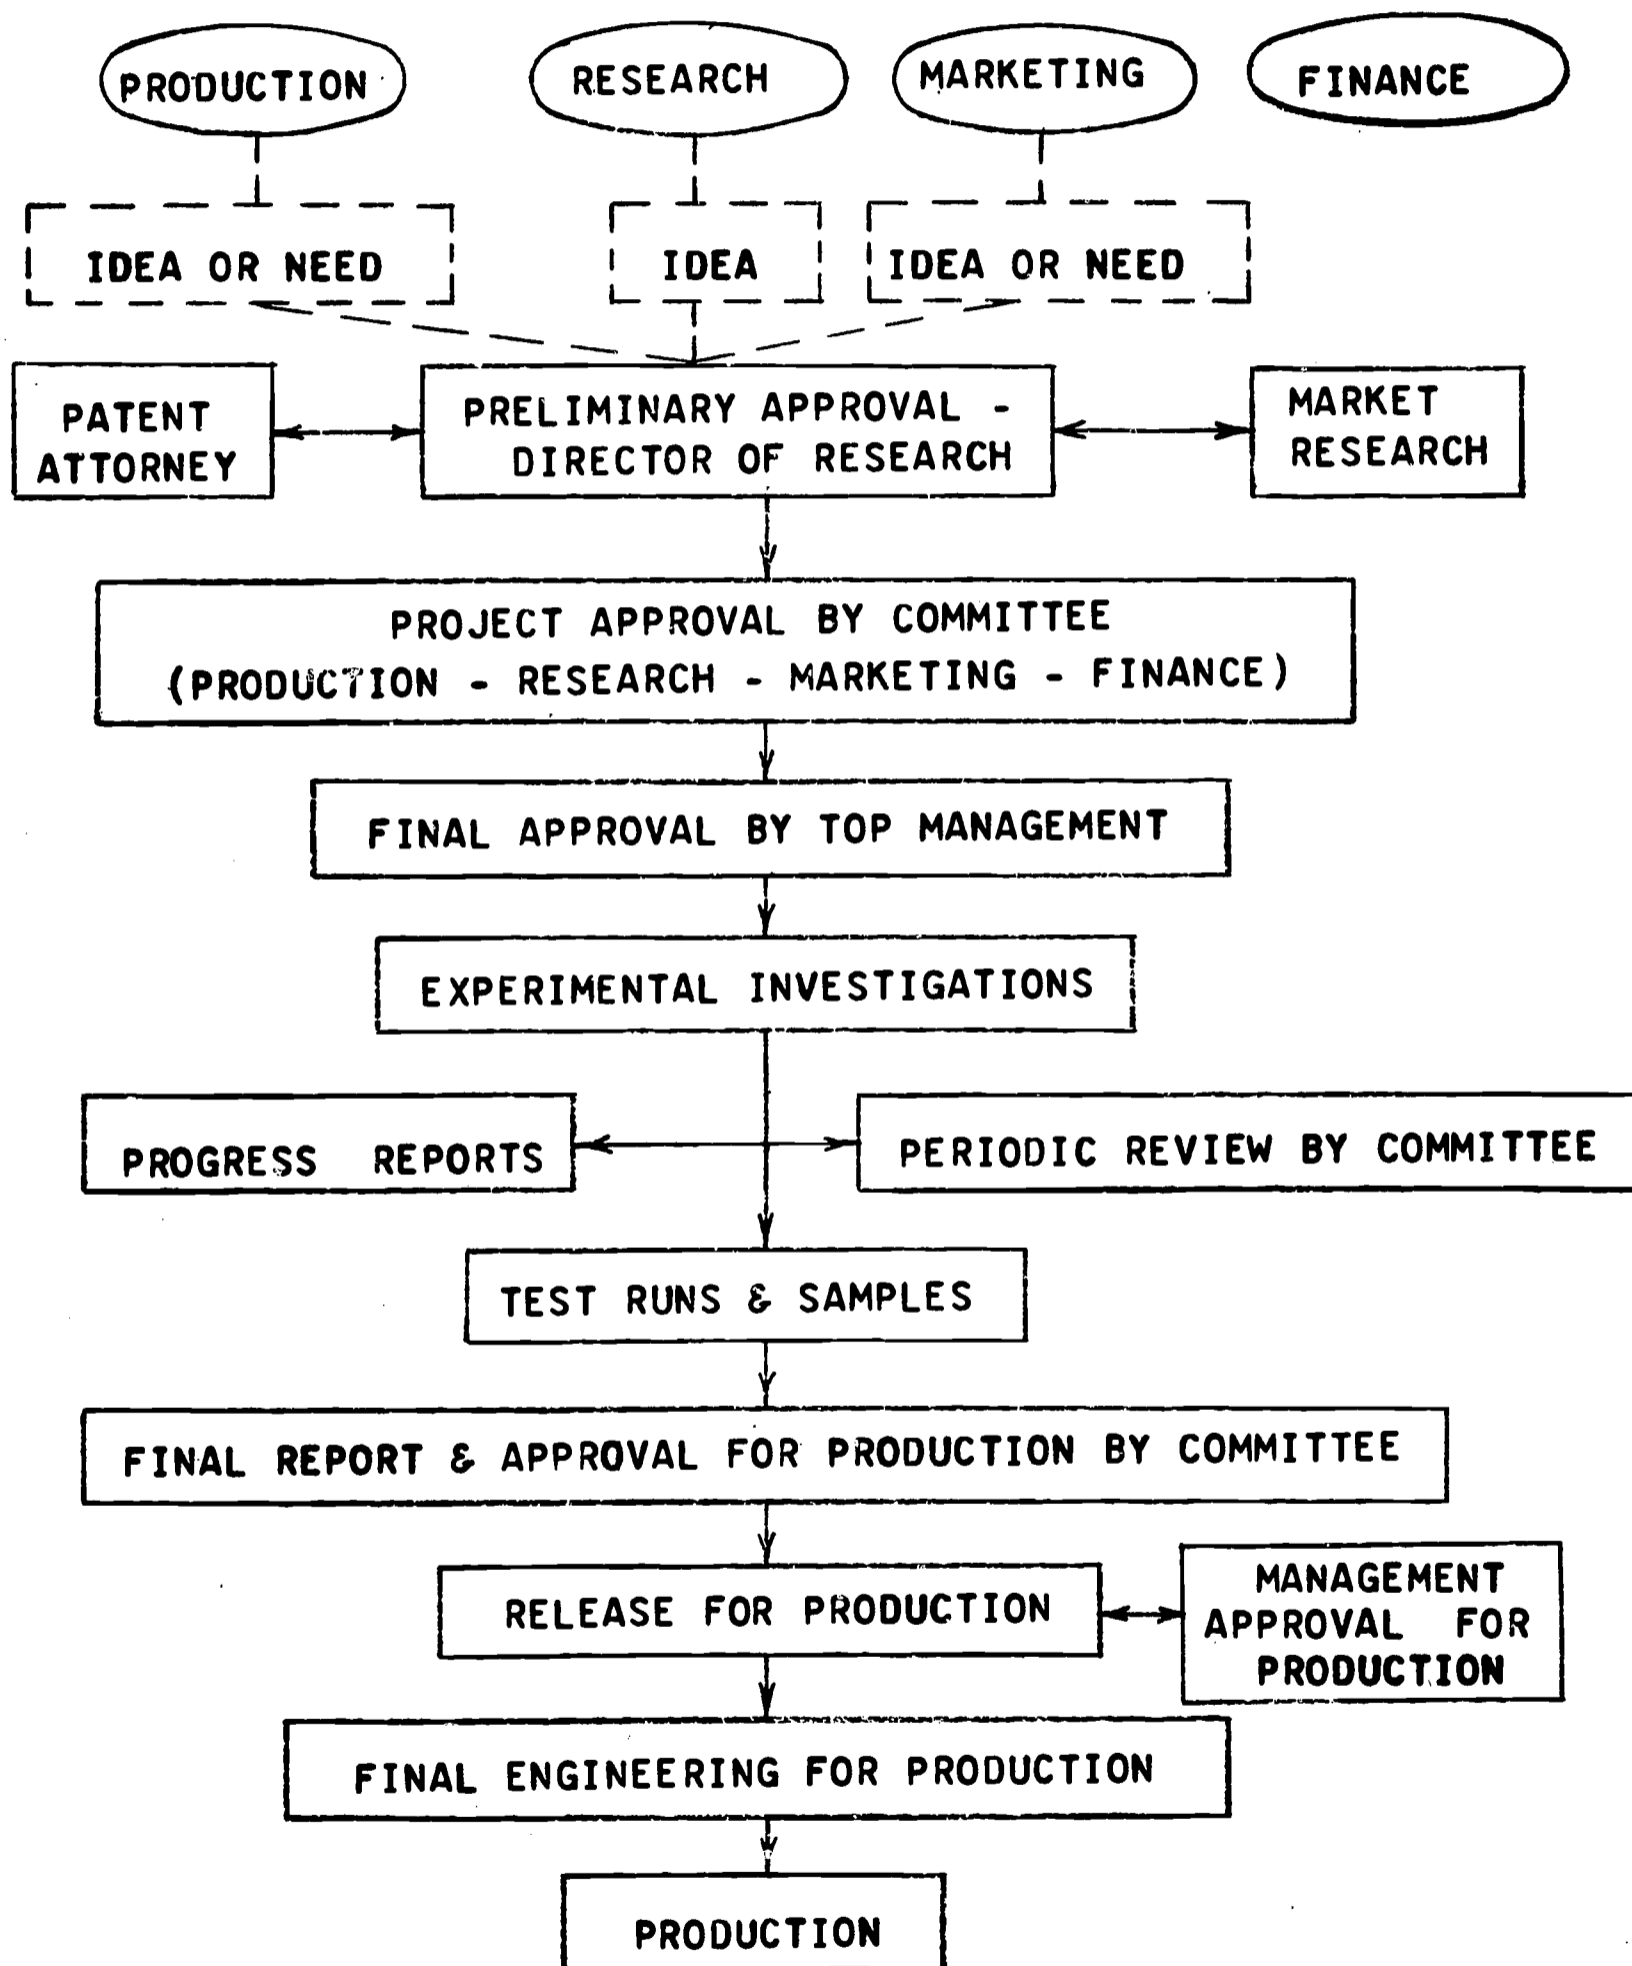 PRODUCTION
RESEARCH
MARKETING
FINANCE
IDEA OR NEED
IDEA
IDEA OR NEED
PATENT
ATTORNEY
PRELIMINARY APPROVAL -
DIRECTOR OF RESEARCH
MARKET
RESEARCH
PROJECT APPROVAL BY COMMITTEE
(PRODUCTION - RESEARCH - MARKETING - FINANCE)
FINAL APPROVAL BY TOP MANAGEMENT
EXPERIMENTAL INVESTIGATIONS
PROGRESS REPORTS
PERIODIC REVIEW BY COMMITTEE
TEST RUNS & SAMPLES
FINAL REPORT & APPROVAL FOR PRODUCTION BY COMMITTEE
RELEASE FOR PRODUCTION
MANAGEMENT
APPROVAL FOR
PRODUCTION
FINAL ENGINEERING FOR PRODUCTION
PRODUCTION